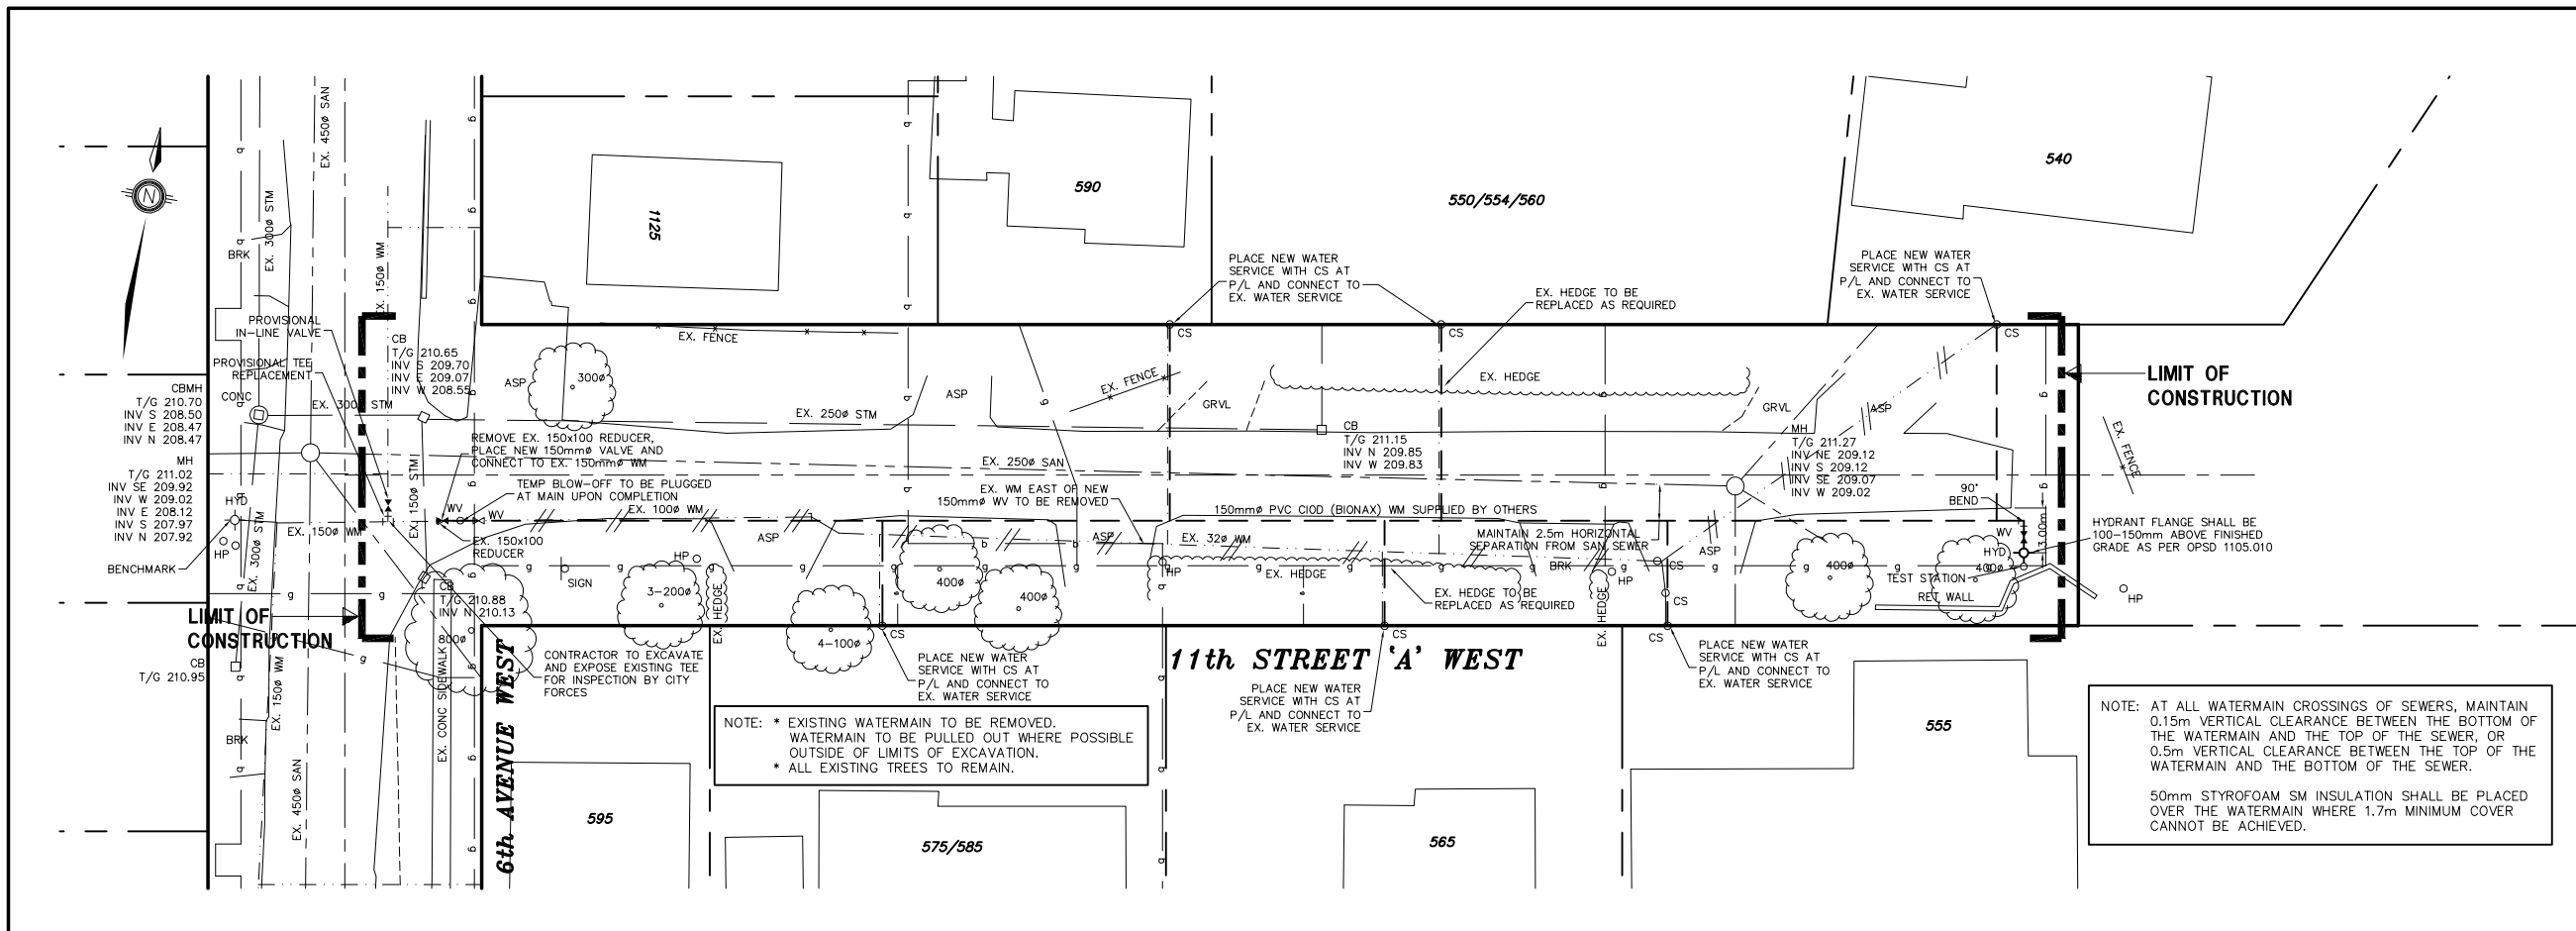 EX. 450ø SAN
EX. 300ø STM
BRK
EX. 150ø WM
N
1125
590
550/554/560
540
PLACE NEW WATER
SERVICE WITH CS AT
P/L AND CONNECT TO
EX. WATER SERVICE
PLACE NEW WATER
SERVICE WITH CS AT
P/L AND CONNECT TO
EX. WATER SERVICE
EX. HEDGE TO BE
REPLACED AS REQUIRED
PROVISIONAL
IN-LINE VALVE
PROVISIONAL TEE
REPLACEMENT
CB
T/G 210.65
INV S 209.70
INV E 209.07
INV W 208.55
EX. FENCE
CS
CS
CS
CBMH
T/G 210.70
INV S 208.50
INV E 208.47
INV N 208.47
CONC
EX. 300ø STM
ASP
300ø
EX. 250ø STM
ASP
EX. FENCE
GRVL
EX. HEDGE
GRVL
ASP
LIMIT OF
CONSTRUCTION
EX. FENCE
MH
T/G 211.02
INV SE 209.92
INV W 209.02
INV E 208.12
INV S 207.97
INV N 207.92
REMOVE EX. 150x100 REDUCER,
PLACE NEW 150mmø VALVE AND
CONNECT TO EX. 150mmø WM
EX. 250ø SAN
CB
T/G 211.15
INV N 209.85
INV W 209.83
MH
T/G 211.27
INV NE 209.12
INV S 209.12
INV SE 209.07
INV W 209.02
HYD
EX. 300ø STM
HP
BENCHMARK
EX. 150ø WM
EX. 150ø STM
TEMP BLOW-OFF TO BE PLUGGED
AT MAIN UPON COMPLETION
WV
WV
EX. 100ø WM
EX. 150x100
REDUCER
EX. WM EAST OF NEW
150mmø WV TO BE REMOVED
150mmø PVC CIOD (BIONAX) WM SUPPLIED BY OTHERS
90°
BEND
WV
HYD
3.00m
HYDRANT FLANGE SHALL BE
100-150mm ABOVE FINISHED
GRADE AS PER OPSD 1105.010
ASP
ASP
EX. 32ø WM
MAINTAIN 2.5m HORIZONTAL
SEPARATION FROM SAN SEWER
ASP
HP
SIGN
3-200ø
EX. HEDGE
400ø
400ø
4-100ø
HP
EX. HEDGE
EX. HEDGE TO BE
REPLACED AS REQUIRED
BRK
HP
EX. HEDGE
CS
CS
400ø
400ø
TEST STATION
RET WALL
HP
CB
T/G 210.88
INV N 210.13
800ø
LIMIT OF
CONSTRUCTION
CB
T/G 210.95
EX. 150ø WM
BRK
EX. 450ø SAN
EX. CONC SIDEWALK
6th AVENUE WEST
CONTRACTOR TO EXCAVATE
AND EXPOSE EXISTING TEE
FOR INSPECTION BY CITY
FORCES
CS
PLACE NEW WATER
SERVICE WITH CS AT
P/L AND CONNECT TO
EX. WATER SERVICE
11th STREET 'A' WEST
CS
PLACE NEW WATER
SERVICE WITH CS AT
P/L AND CONNECT TO
EX. WATER SERVICE
CS
PLACE NEW WATER
SERVICE WITH CS AT
P/L AND CONNECT TO
EX. WATER SERVICE
NOTE: * EXISTING WATERMAIN TO BE REMOVED.
WATERMAIN TO BE PULLED OUT WHERE POSSIBLE
OUTSIDE OF LIMITS OF EXCAVATION.
* ALL EXISTING TREES TO REMAIN.
595
575/585
565
555
NOTE: AT ALL WATERMAIN CROSSINGS OF SEWERS, MAINTAIN
0.15m VERTICAL CLEARANCE BETWEEN THE BOTTOM OF
THE WATERMAIN AND THE TOP OF THE SEWER, OR
0.5m VERTICAL CLEARANCE BETWEEN THE TOP OF THE
WATERMAIN AND THE BOTTOM OF THE SEWER.
50mm STYROFOAM SM INSULATION SHALL BE PLACED
OVER THE WATERMAIN WHERE 1.7m MINIMUM COVER
CANNOT BE ACHIEVED.